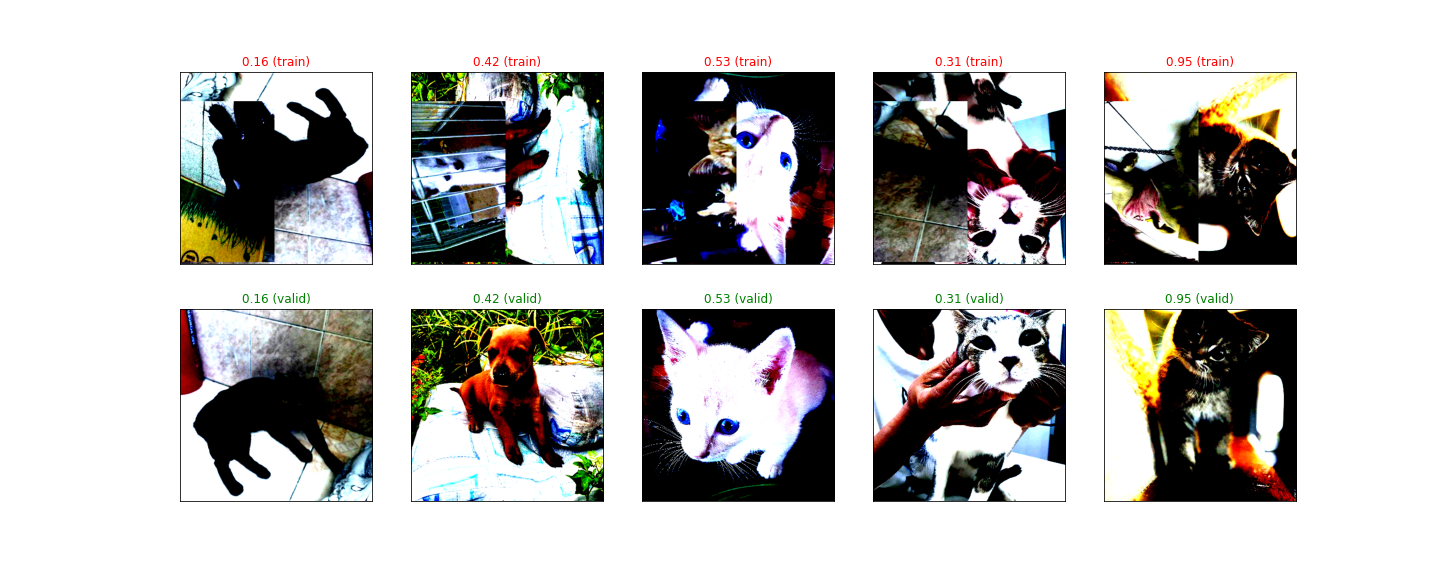 0.16 (train)
0.42 (train)
0.53 (train)
0.31 (train)
0.95 (train)
0.16 (valid)
0.42 (valid)
0.53 (valid)
0.31 (valid)
0.95 (valid)